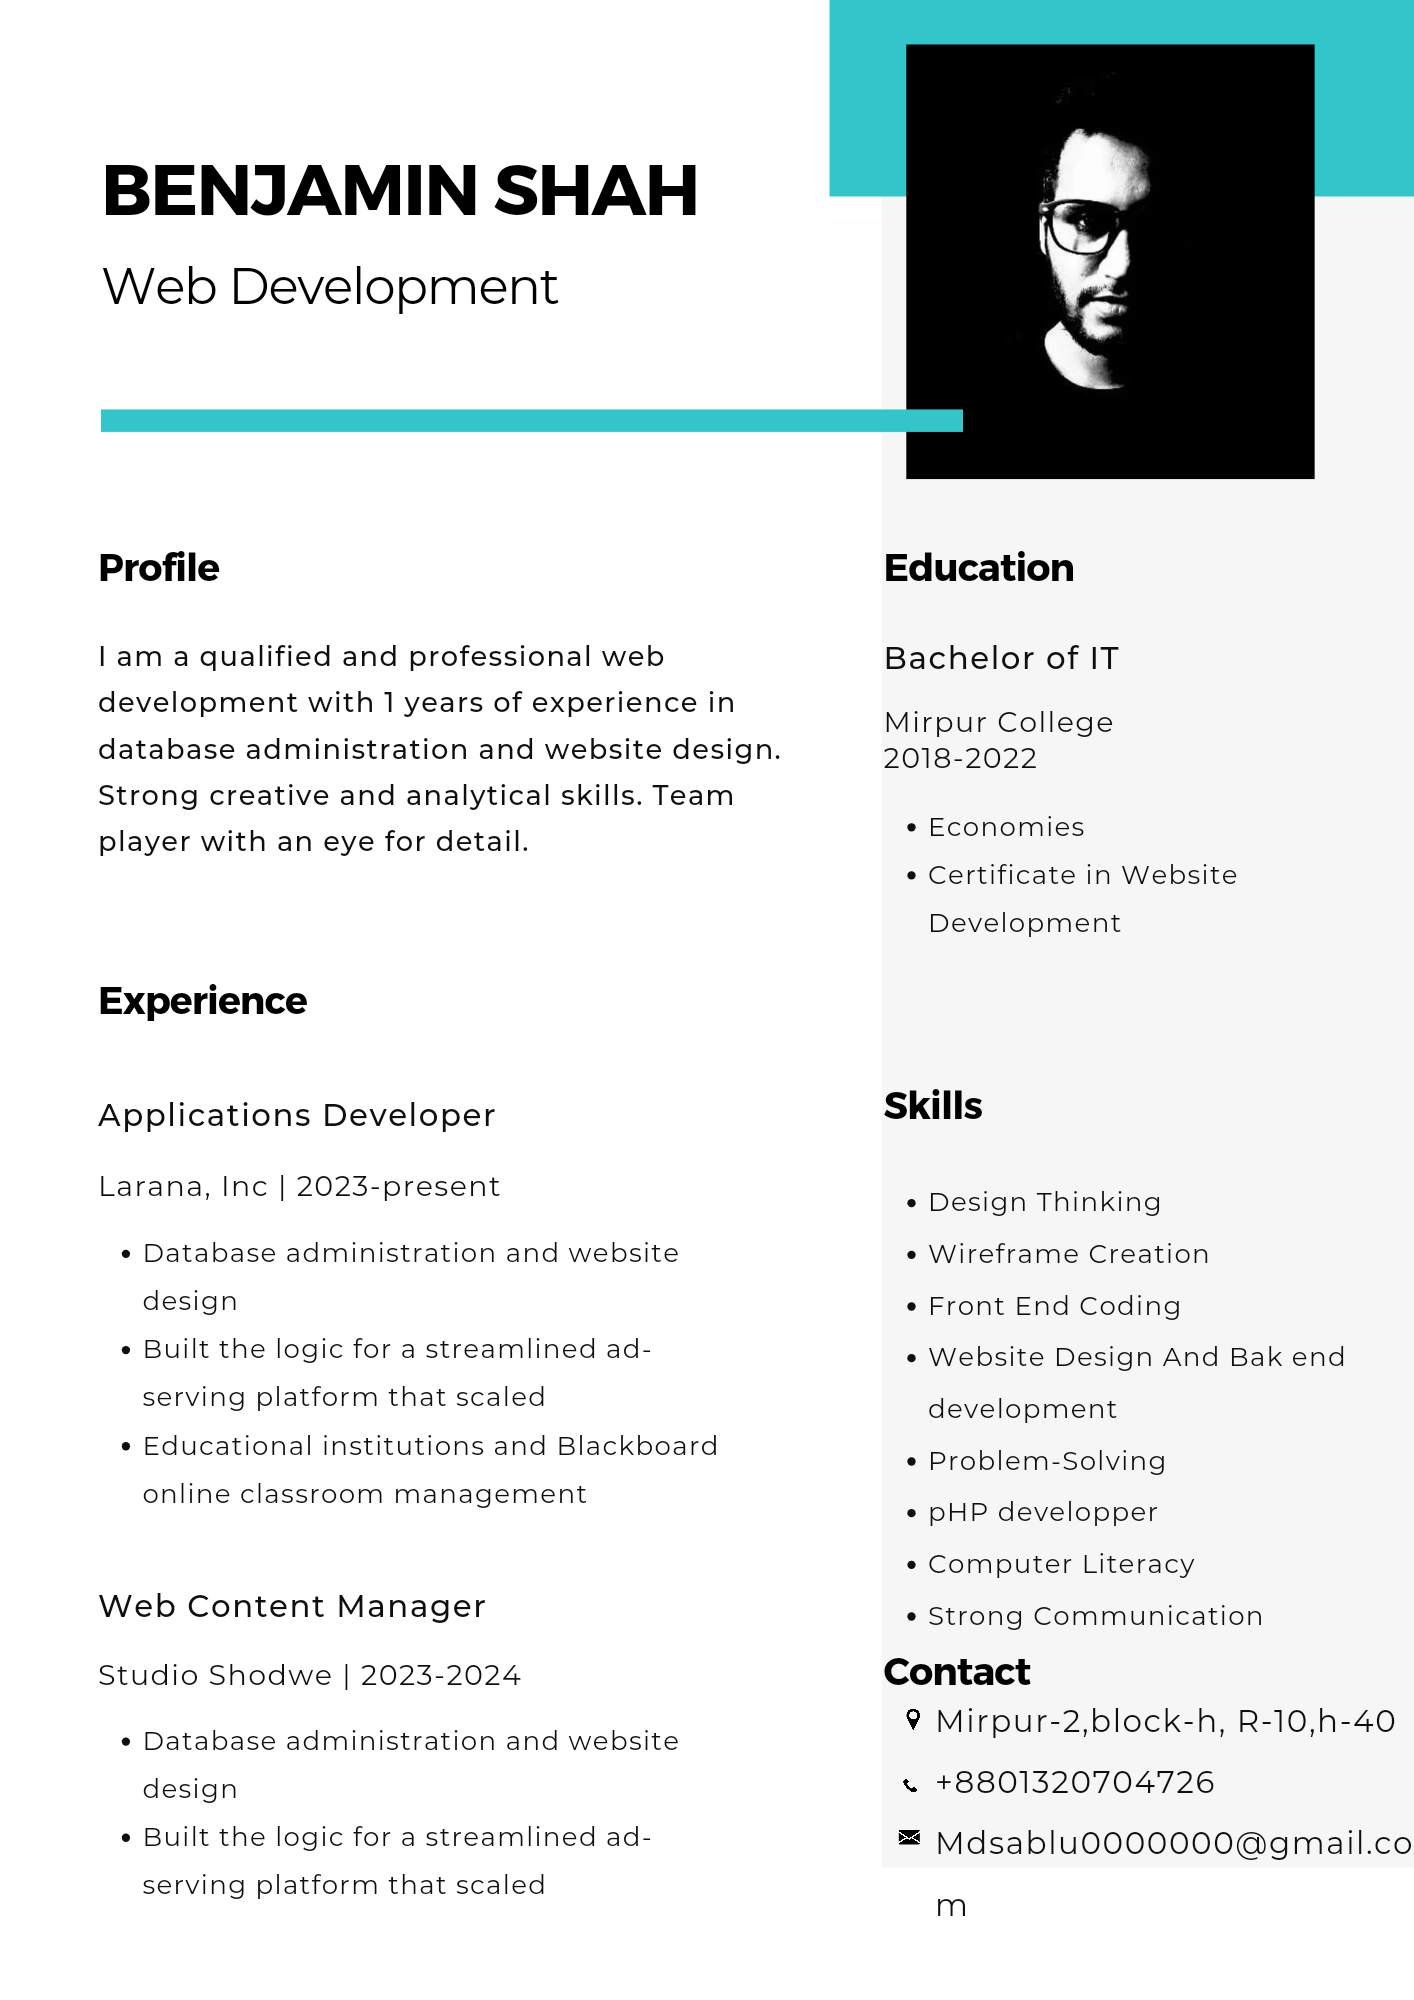 BENJAMIN SHAH
Web Development
Profile
I am a qualified and professional web
development with 1 years of experience in
database administration and website design.
Strong creative and analytical skills. Team
player with an eye for detail.
Experience
Applications Developer
Larana, Inc | 2023-present
• Database administration and website
design
• Built the logic for a streamlined ad-
serving platform that scaled
• Educational institutions and Blackboard
online classroom management
Web Content Manager
Studio Shodwe | 2023-2024
• Database administration and website
design
• Built the logic for a streamlined ad-
serving platform that scaled
Education
Bachelor of IT
Mirpur College
2018-2022
• Economies
• Certificate in Website
Development
Skills
• Design Thinking
• Wireframe Creation
• Front End Coding
• Website Design And Bak end
development
• Problem-Solving
• pHP developper
• Computer Literacy
• Strong Communication
Contact
Mirpur-2,block-h, R-10,h-40
+8801320704726
Mdsablu0000000@gmail.co
m